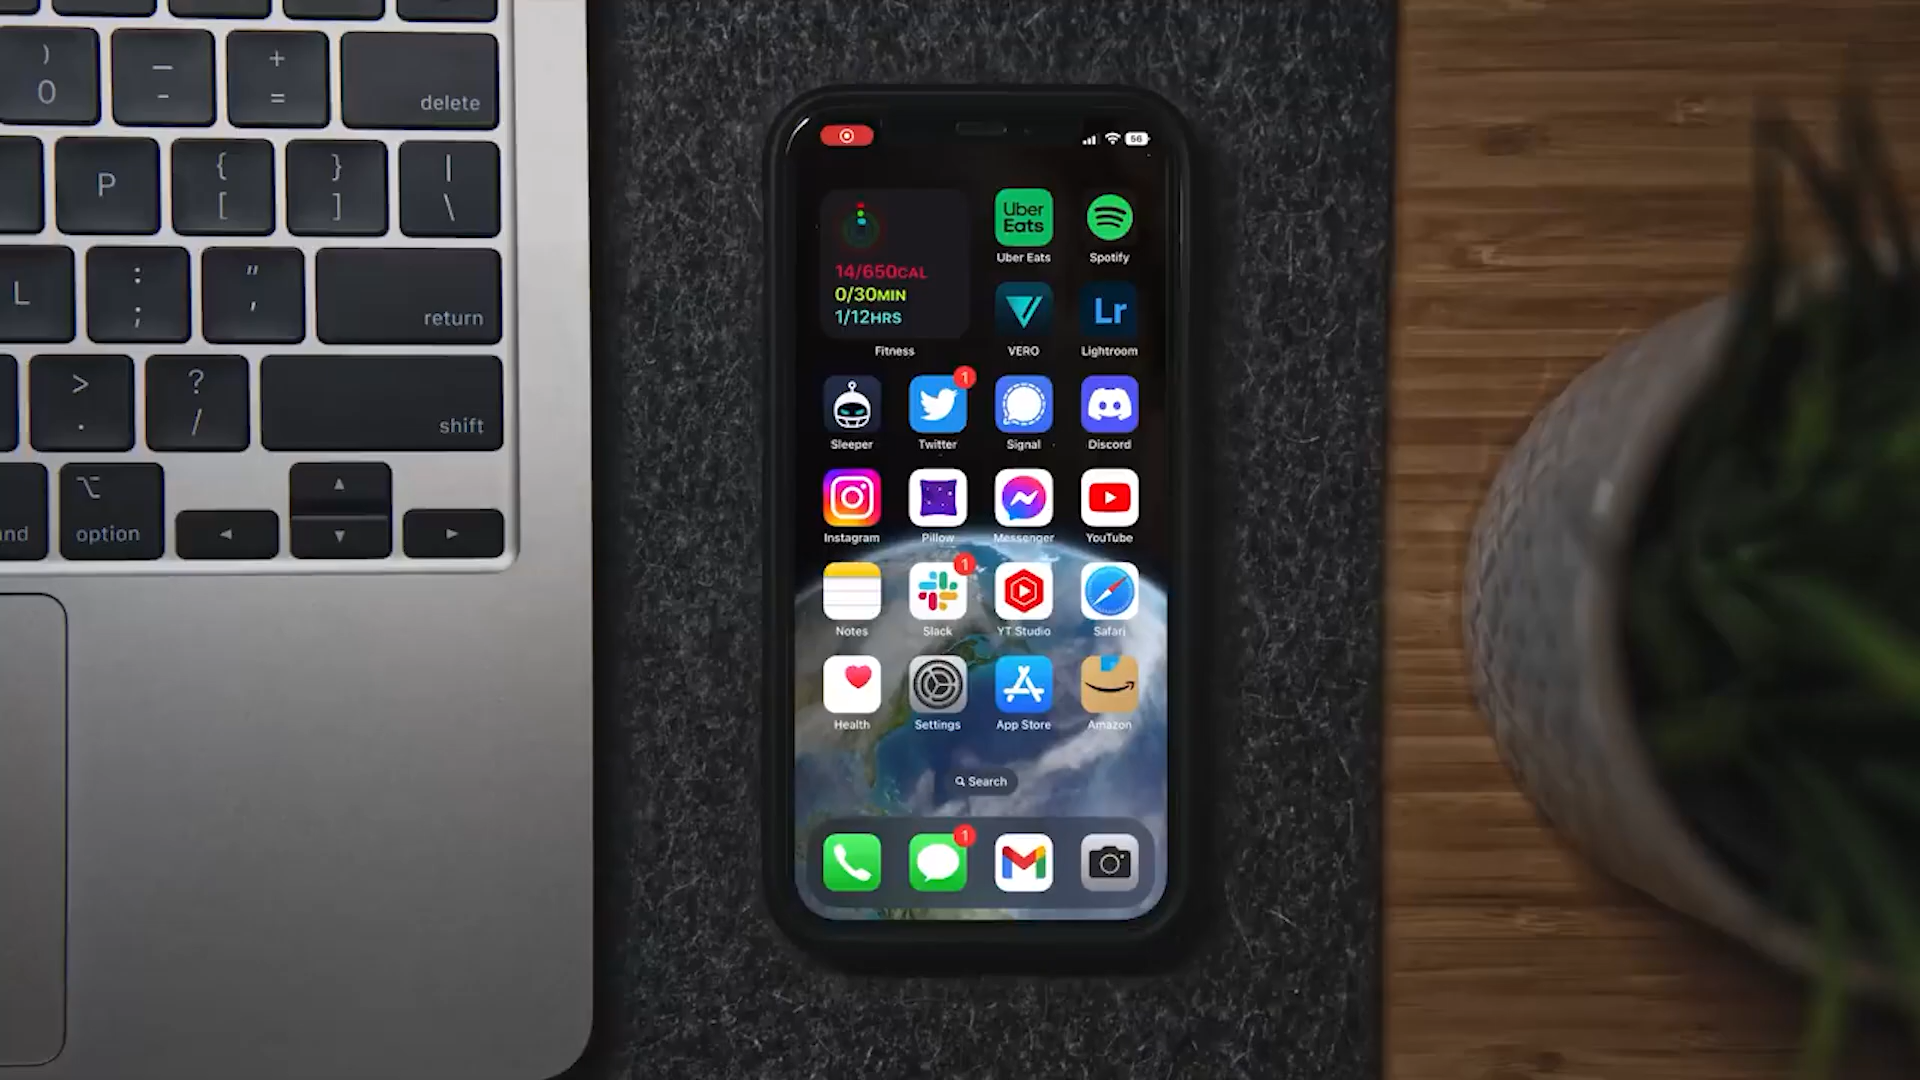 )
0
—
-
+
=
delete
P
{
[
}
]
|
\
L
:
;
"
'
return
>
.
?
/
shift
option
56
14/650CAL
0/30MIN
1/12HRS
Fitness
Uber
Eats
Uber Eats
Spotify
VERO
Lr
Lightroom
Sleeper
1
Twitter
Signal
Discord
Instagram
Pillow
Messenger
YouTube
Notes
1
Slack
YT Studio
Safari
Health
Settings
App Store
Amazon
Search
1